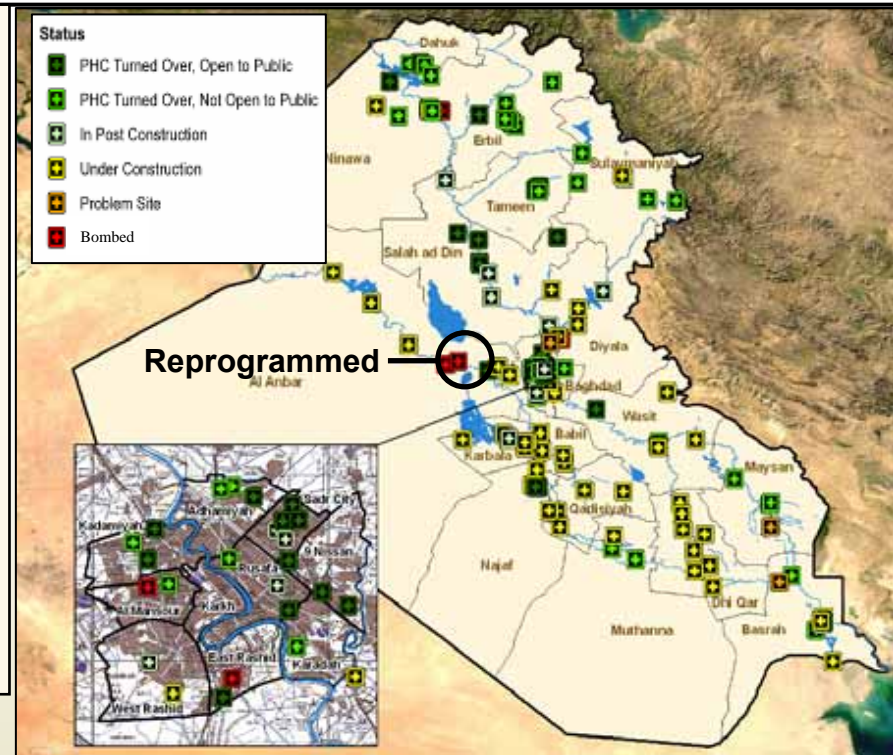 Status
PHC Turned Over, Open to Public
PHC Turned Over, Not Open to Public
In Post Construction
Under Construction
Problem Site
Bombed
Dahuk
Ninawa
Erbil
Sulaymaniyah
Tameen
Salah ad Din
Diyala
Reprogrammed
Al Anbar
Baghdad
Wasit
Babil
Karbala
Maysan
Qadisiyah
Najaf
Dhi Qar
Muthanna
Basrah
Sadr City
Adhamiyah
Kadamiyah
9 Nissan
Rusafa
Al Mansour
Karkh
East Rashid
Karadah
West Rashid